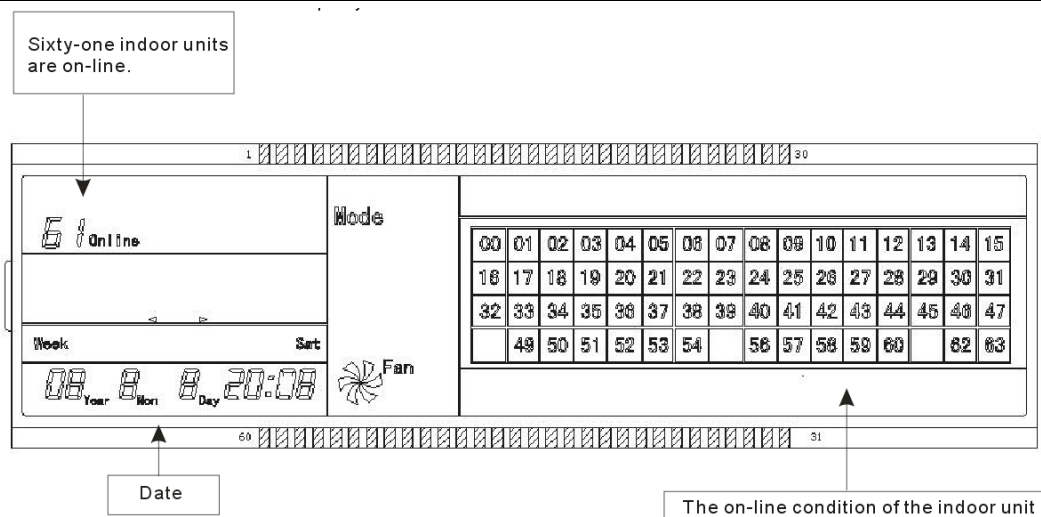 Sixty-one indoor units
are on-line.
1 30
61 Online
Mode
00 01 02 03 04 05 06 07 08 09 10 11 12 13 14 15
16 17 18 19 20 21 22 23 24 25 26 27 28 29 30 31
32 33 34 35 36 37 38 39 40 41 42 43 44 45 46 47
49 50 51 52 53 54 56 57 58 59 60 62 63
Week Sat
08 Year 8 Mon 8 Day 20:08
Fan
60 31
Date
The on-line condition of the indoor unit